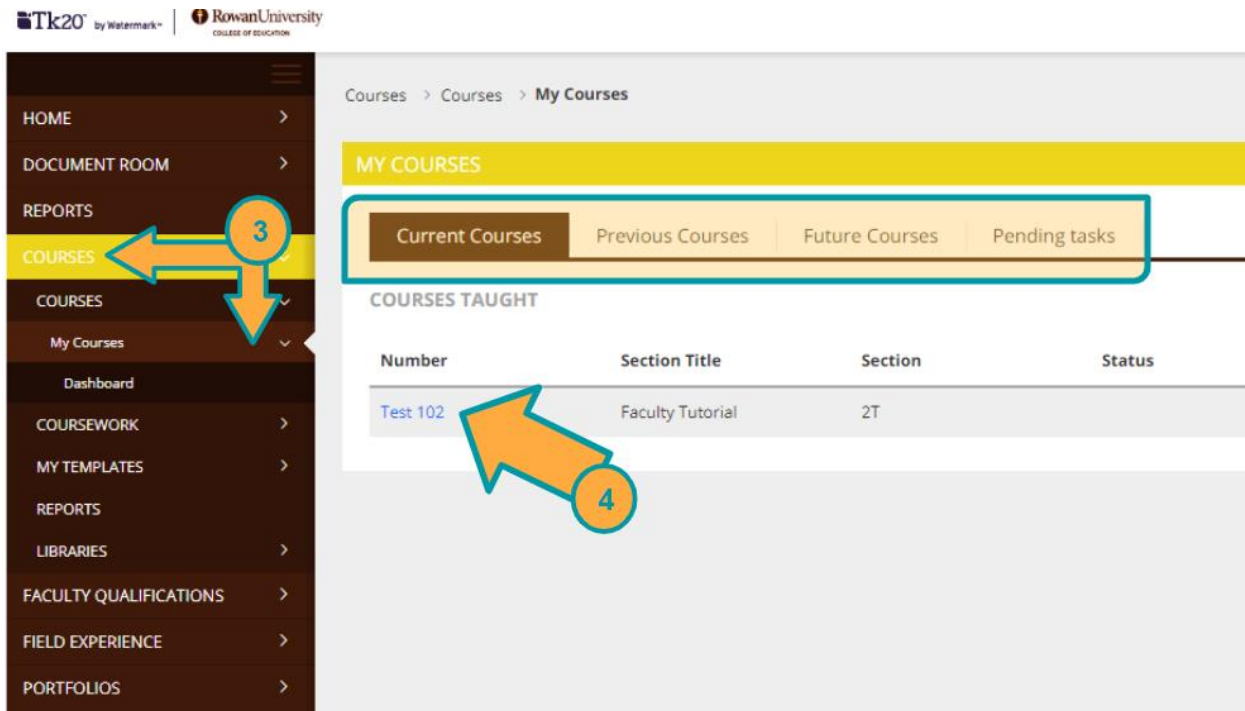 Tk20 by Watermark™
RowanUniversity
COLLEGE OF EDUCATION
HOME
DOCUMENT ROOM
REPORTS
COURSES
COURSES
My Courses
Dashboard
COURSEWORK
MY TEMPLATES
REPORTS
LIBRARIES
FACULTY QUALIFICATIONS
FIELD EXPERIENCE
PORTFOLIOS
3
Courses > Courses > My Courses
MY COURSES
Current Courses Previous Courses Future Courses Pending tasks
COURSES TAUGHT
Number Section Title Section Status
Test 102 Faculty Tutorial 2T
4